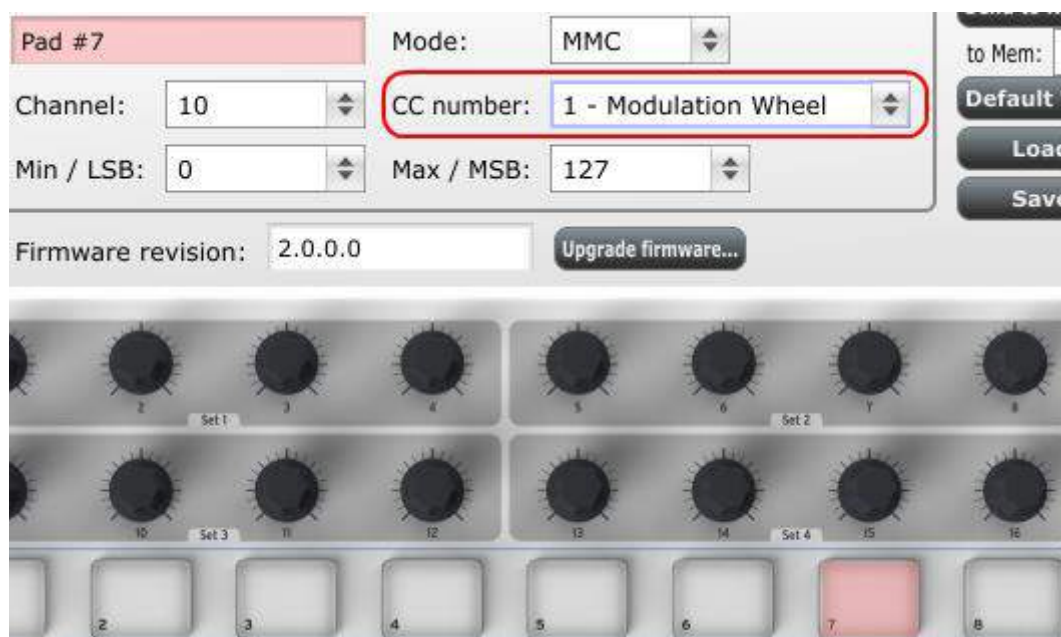 Pad #7 Mode: MMC
to Mem:
Channel: 10 CC number: 1 - Modulation Wheel Default
Min / LSB: 0 Max / MSB: 127 Load
Save
Firmware revision: 2.0.0.0 Upgrade firmware...
2 3 4 5 6 7 8
Set 1 Set 2
10 11 12 13 14 15 16
Set 3 Set 4
2 3 4 5 6 7 8